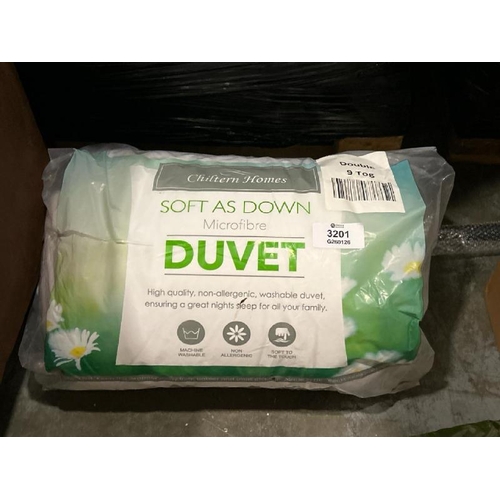 Chiltern Homes
SOFT AS DOWN
Microfibre
DUVET
High quality, non-allergenic, washable duvet,
ensuring a great nights sleep for all your family.
MACHINE
WASHABLE
NON
ALLERGENIC
SOFT TO
THE TOUCH
Double
9 Tog
3201
G260128